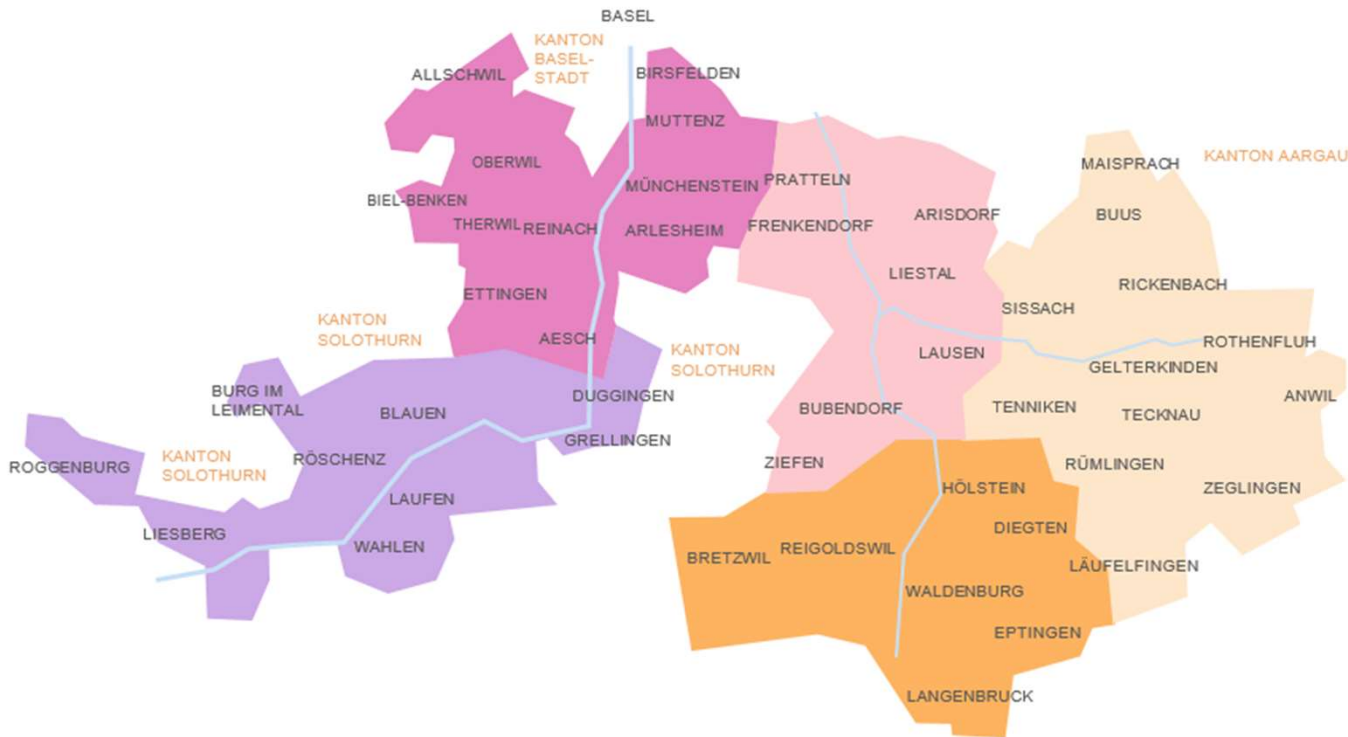 BASEL
KANTON
BASEL-
STADT
ALLSCHWIL
BIRSFELDEN
MUTTENZ
OBERWIL
MAISPRACH
KANTON AARGAU
PRATTELN
MÜNCHENSTEIN
BIEL-BENKEN
ARISDORF
BUUS
THERWIL
REINACH
ARLESHEIM
FRENKENDORF
LIESTAL
RICKENBACH
ETTINGEN
SISSACH
KANTON
SOLOTHURN
AESCH
KANTON
SOLOTHURN
LAUSEN
ROTHENFLUH
GELTERKINDEN
BURG IM
LEIMENTAL
BLAUEN
DUGGINGEN
BUBENDORF
TENNIKEN
TECKNAU
ANWIL
GRELLINGEN
KANTON
SOLOTHURN
ROGGENBURG
RÖSCHENZ
ZIEFEN
RÜMLINGEN
LAUFEN
HÖLSTEIN
ZEGLINGEN
LIESBERG
WAHLEN
DIEGTEN
BRETZWIL
REIGOLDSWIL
LÄUFELFINGEN
WALDENBURG
EPTINGEN
LANGENBRUCK